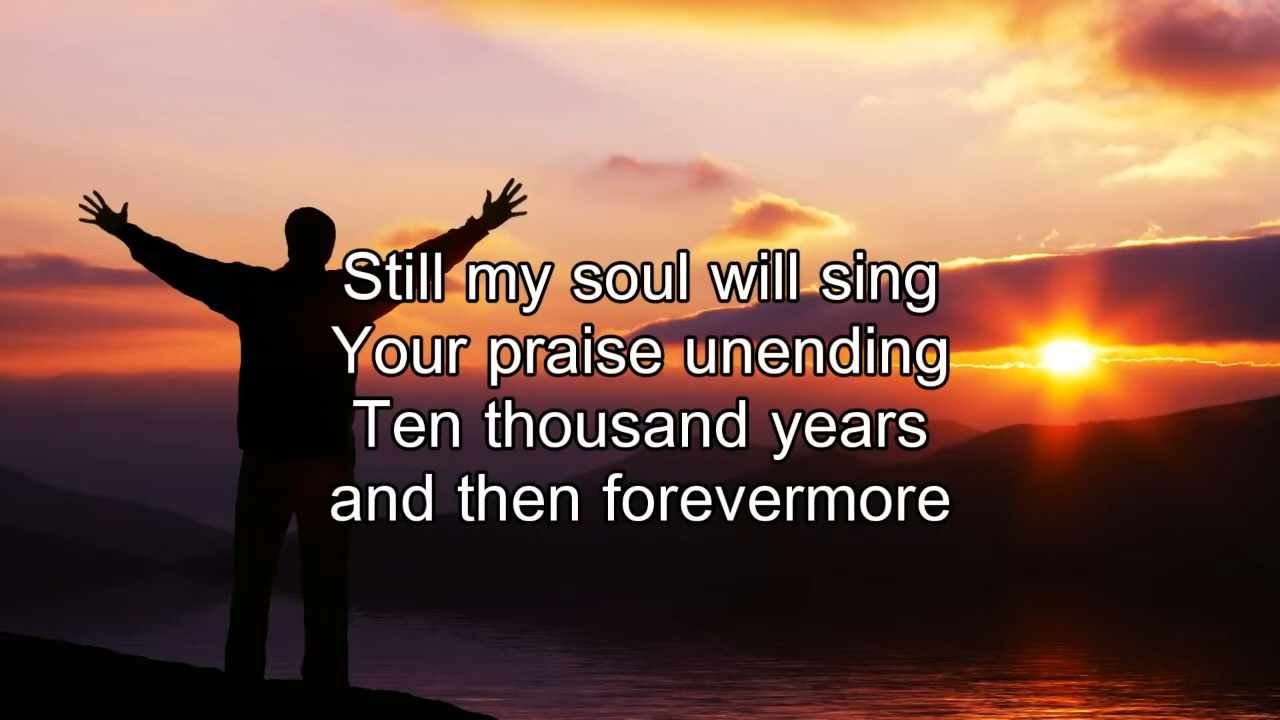 Still my soul will sing
Your praise unending
Ten thousand years
and then forevermore